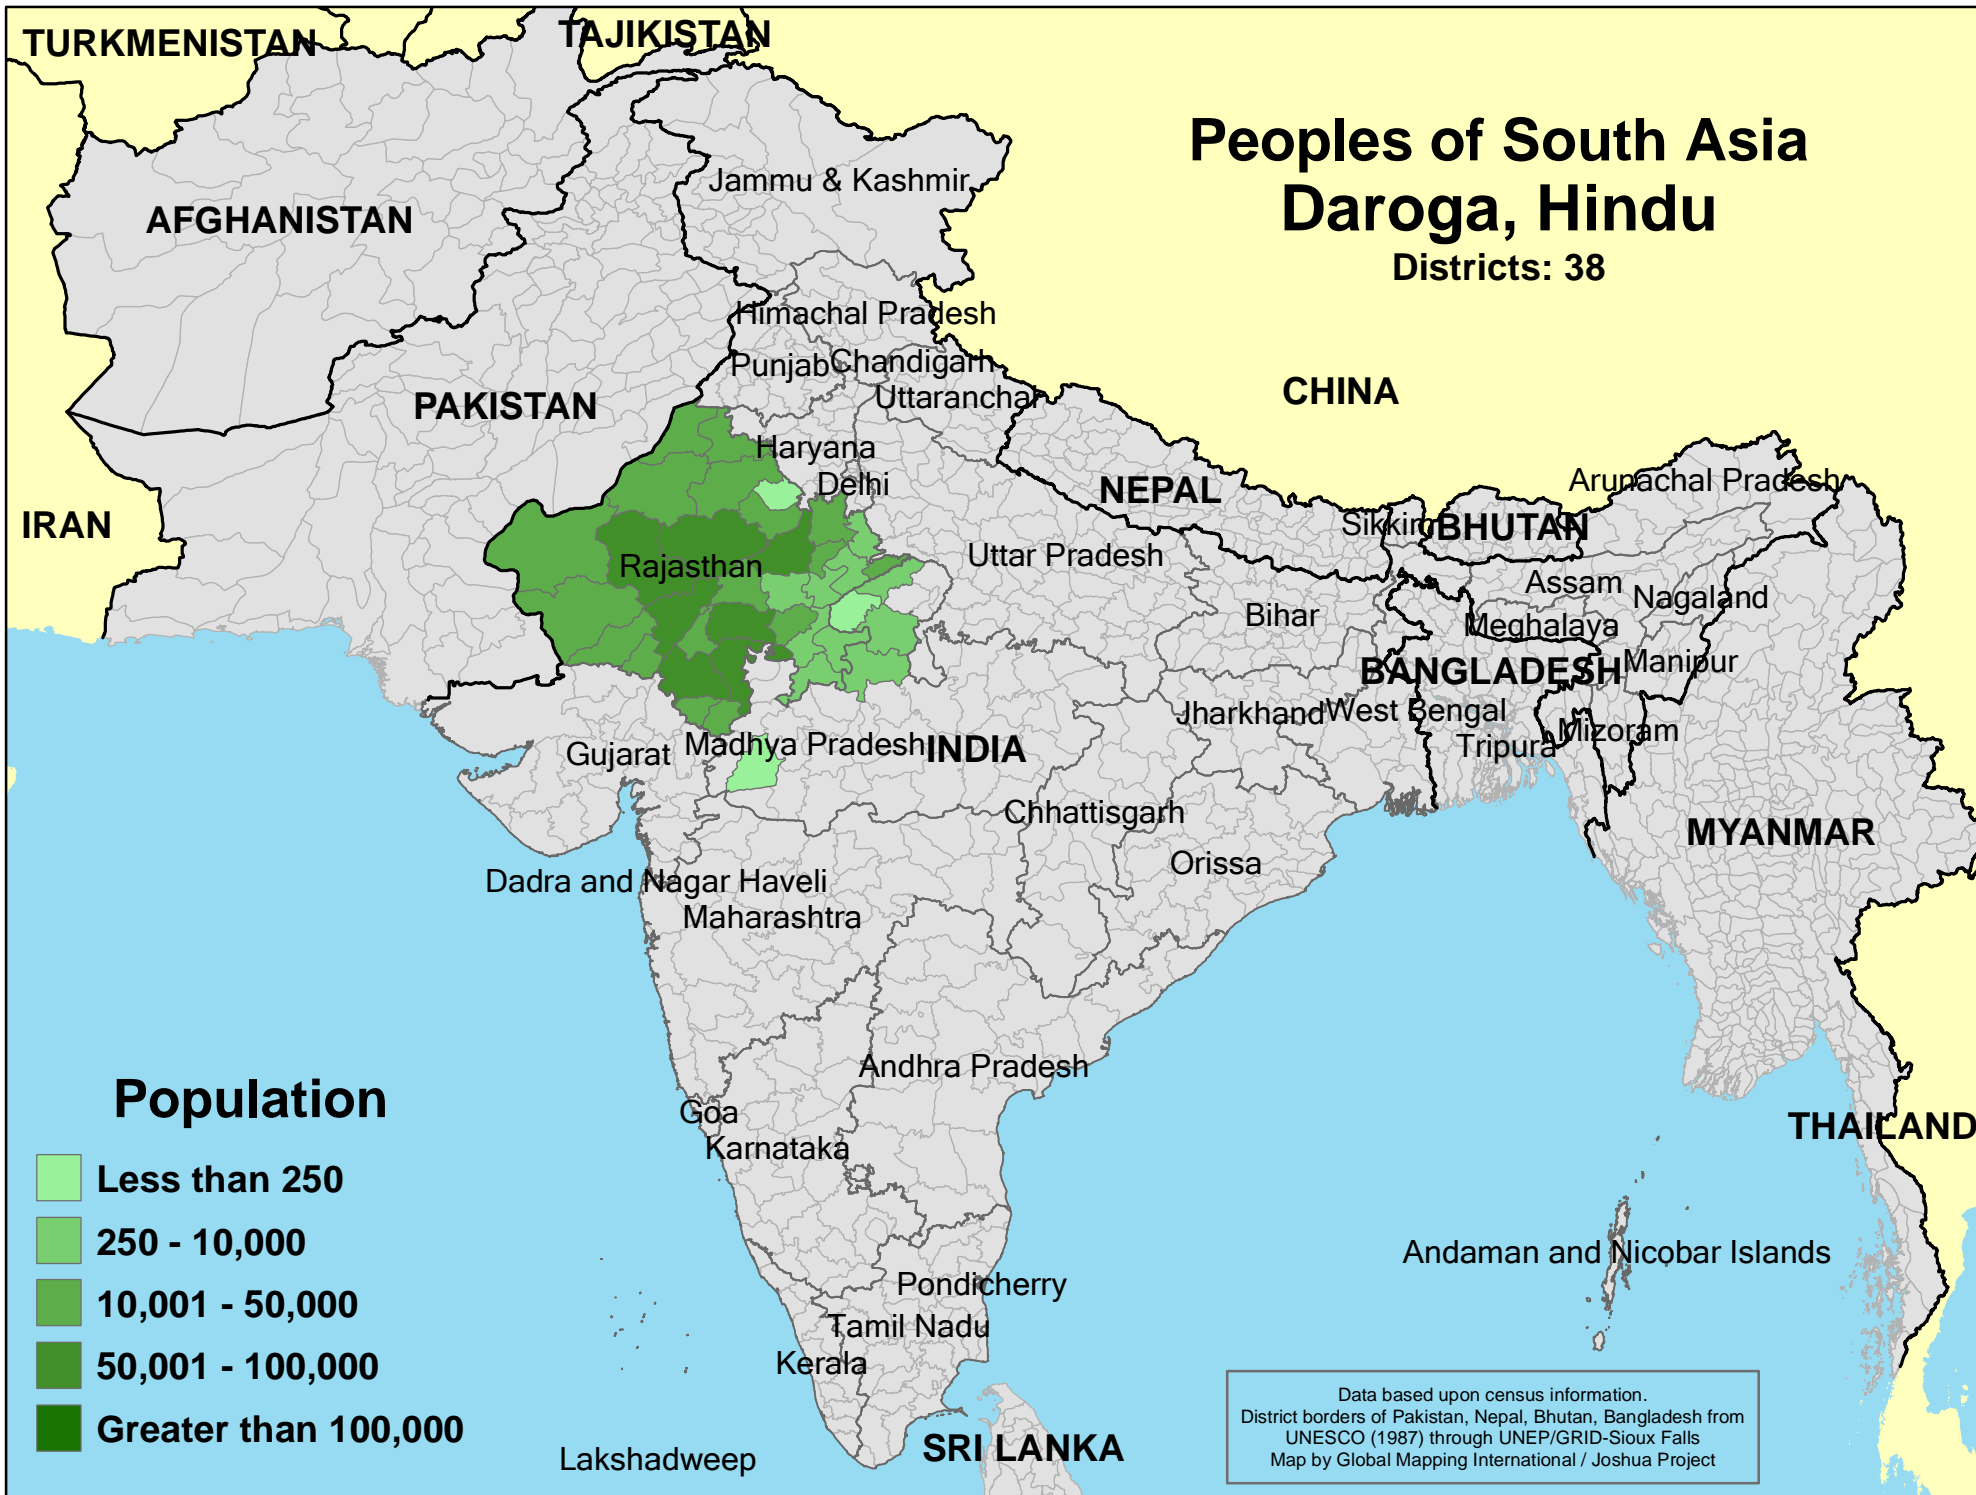 TURKMENISTAN
TAJIKISTAN
Peoples of South Asia
Daroga, Hindu
Districts: 38
Jammu & Kashmir
AFGHANISTAN
Himachal Pradesh
Punjab
Chandigarh
Uttaranchal
CHINA
PAKISTAN
Haryana
Delhi
NEPAL
Arunachal Pradesh
IRAN
Sikkim
BHUTAN
Rajasthan
Uttar Pradesh
Assam
Nagaland
Bihar
Meghalaya
BANGLADESH
Manipur
Jharkhand
West Bengal
Gujarat
Madhya Pradesh
INDIA
Tripura
Mizoram
Chhattisgarh
MYANMAR
Orissa
Dadra and Nagar Haveli
Maharashtra
Andhra Pradesh
Goa
Karnataka
THAILAND
Population
Less than 250
250 - 10,000
10,001 - 50,000
50,001 - 100,000
Greater than 100,000
Andaman and Nicobar Islands
Pondicherry
Tamil Nadu
Kerala
Lakshadweep
SRI LANKA
Data based upon census information.
District borders of Pakistan, Nepal, Bhutan, Bangladesh from
UNESCO (1987) through UNEP/GRID-Sioux Falls
Map by Global Mapping International / Joshua Project